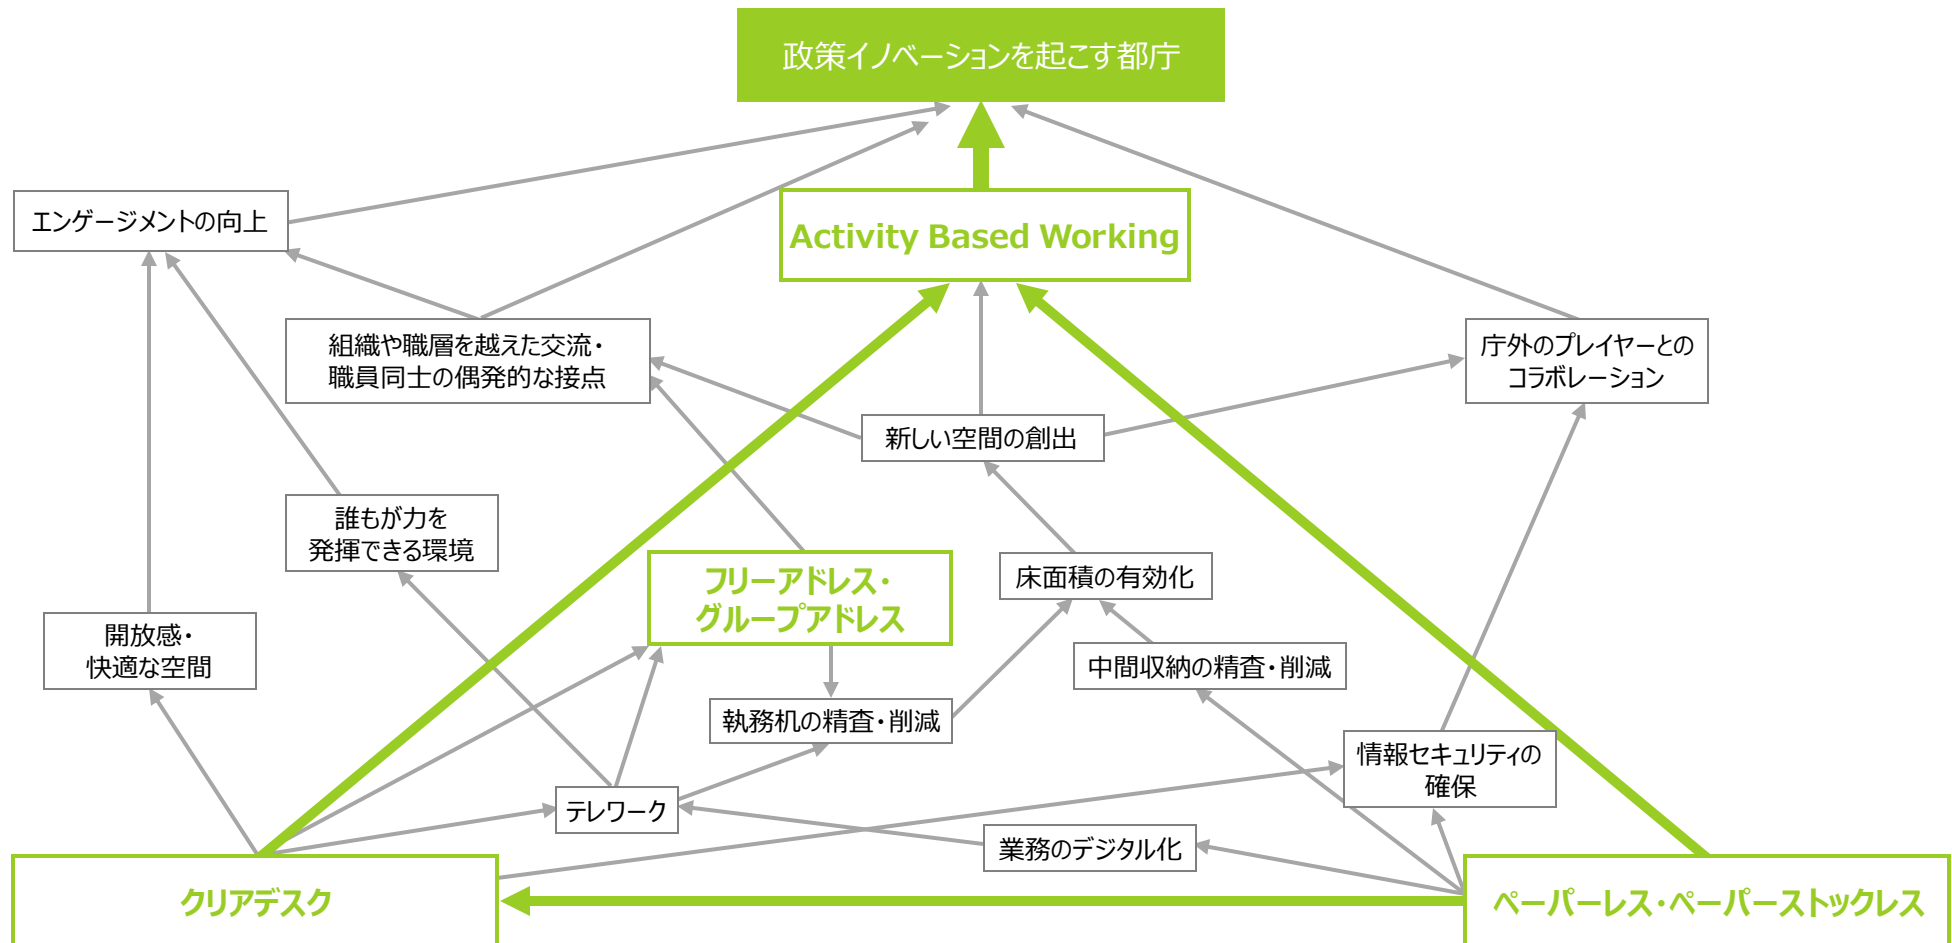 政策イノベーションを起こす都庁
エンゲージメントの向上
Activity Based Working
組織や職層を越えた交流・
職員同士の偶発的な接点
庁外のプレイヤーとの
コラボレーション
新しい空間の創出
誰もが力を
発揮できる環境
フリーアドレス・
グループアドレス
床面積の有効化
開放感・
快適な空間
中間収納の精査・削減
執務机の精査・削減
情報セキュリティの
確保
テレワーク
業務のデジタル化
クリアデスク
ペーパーレス・ペーパーストックレス